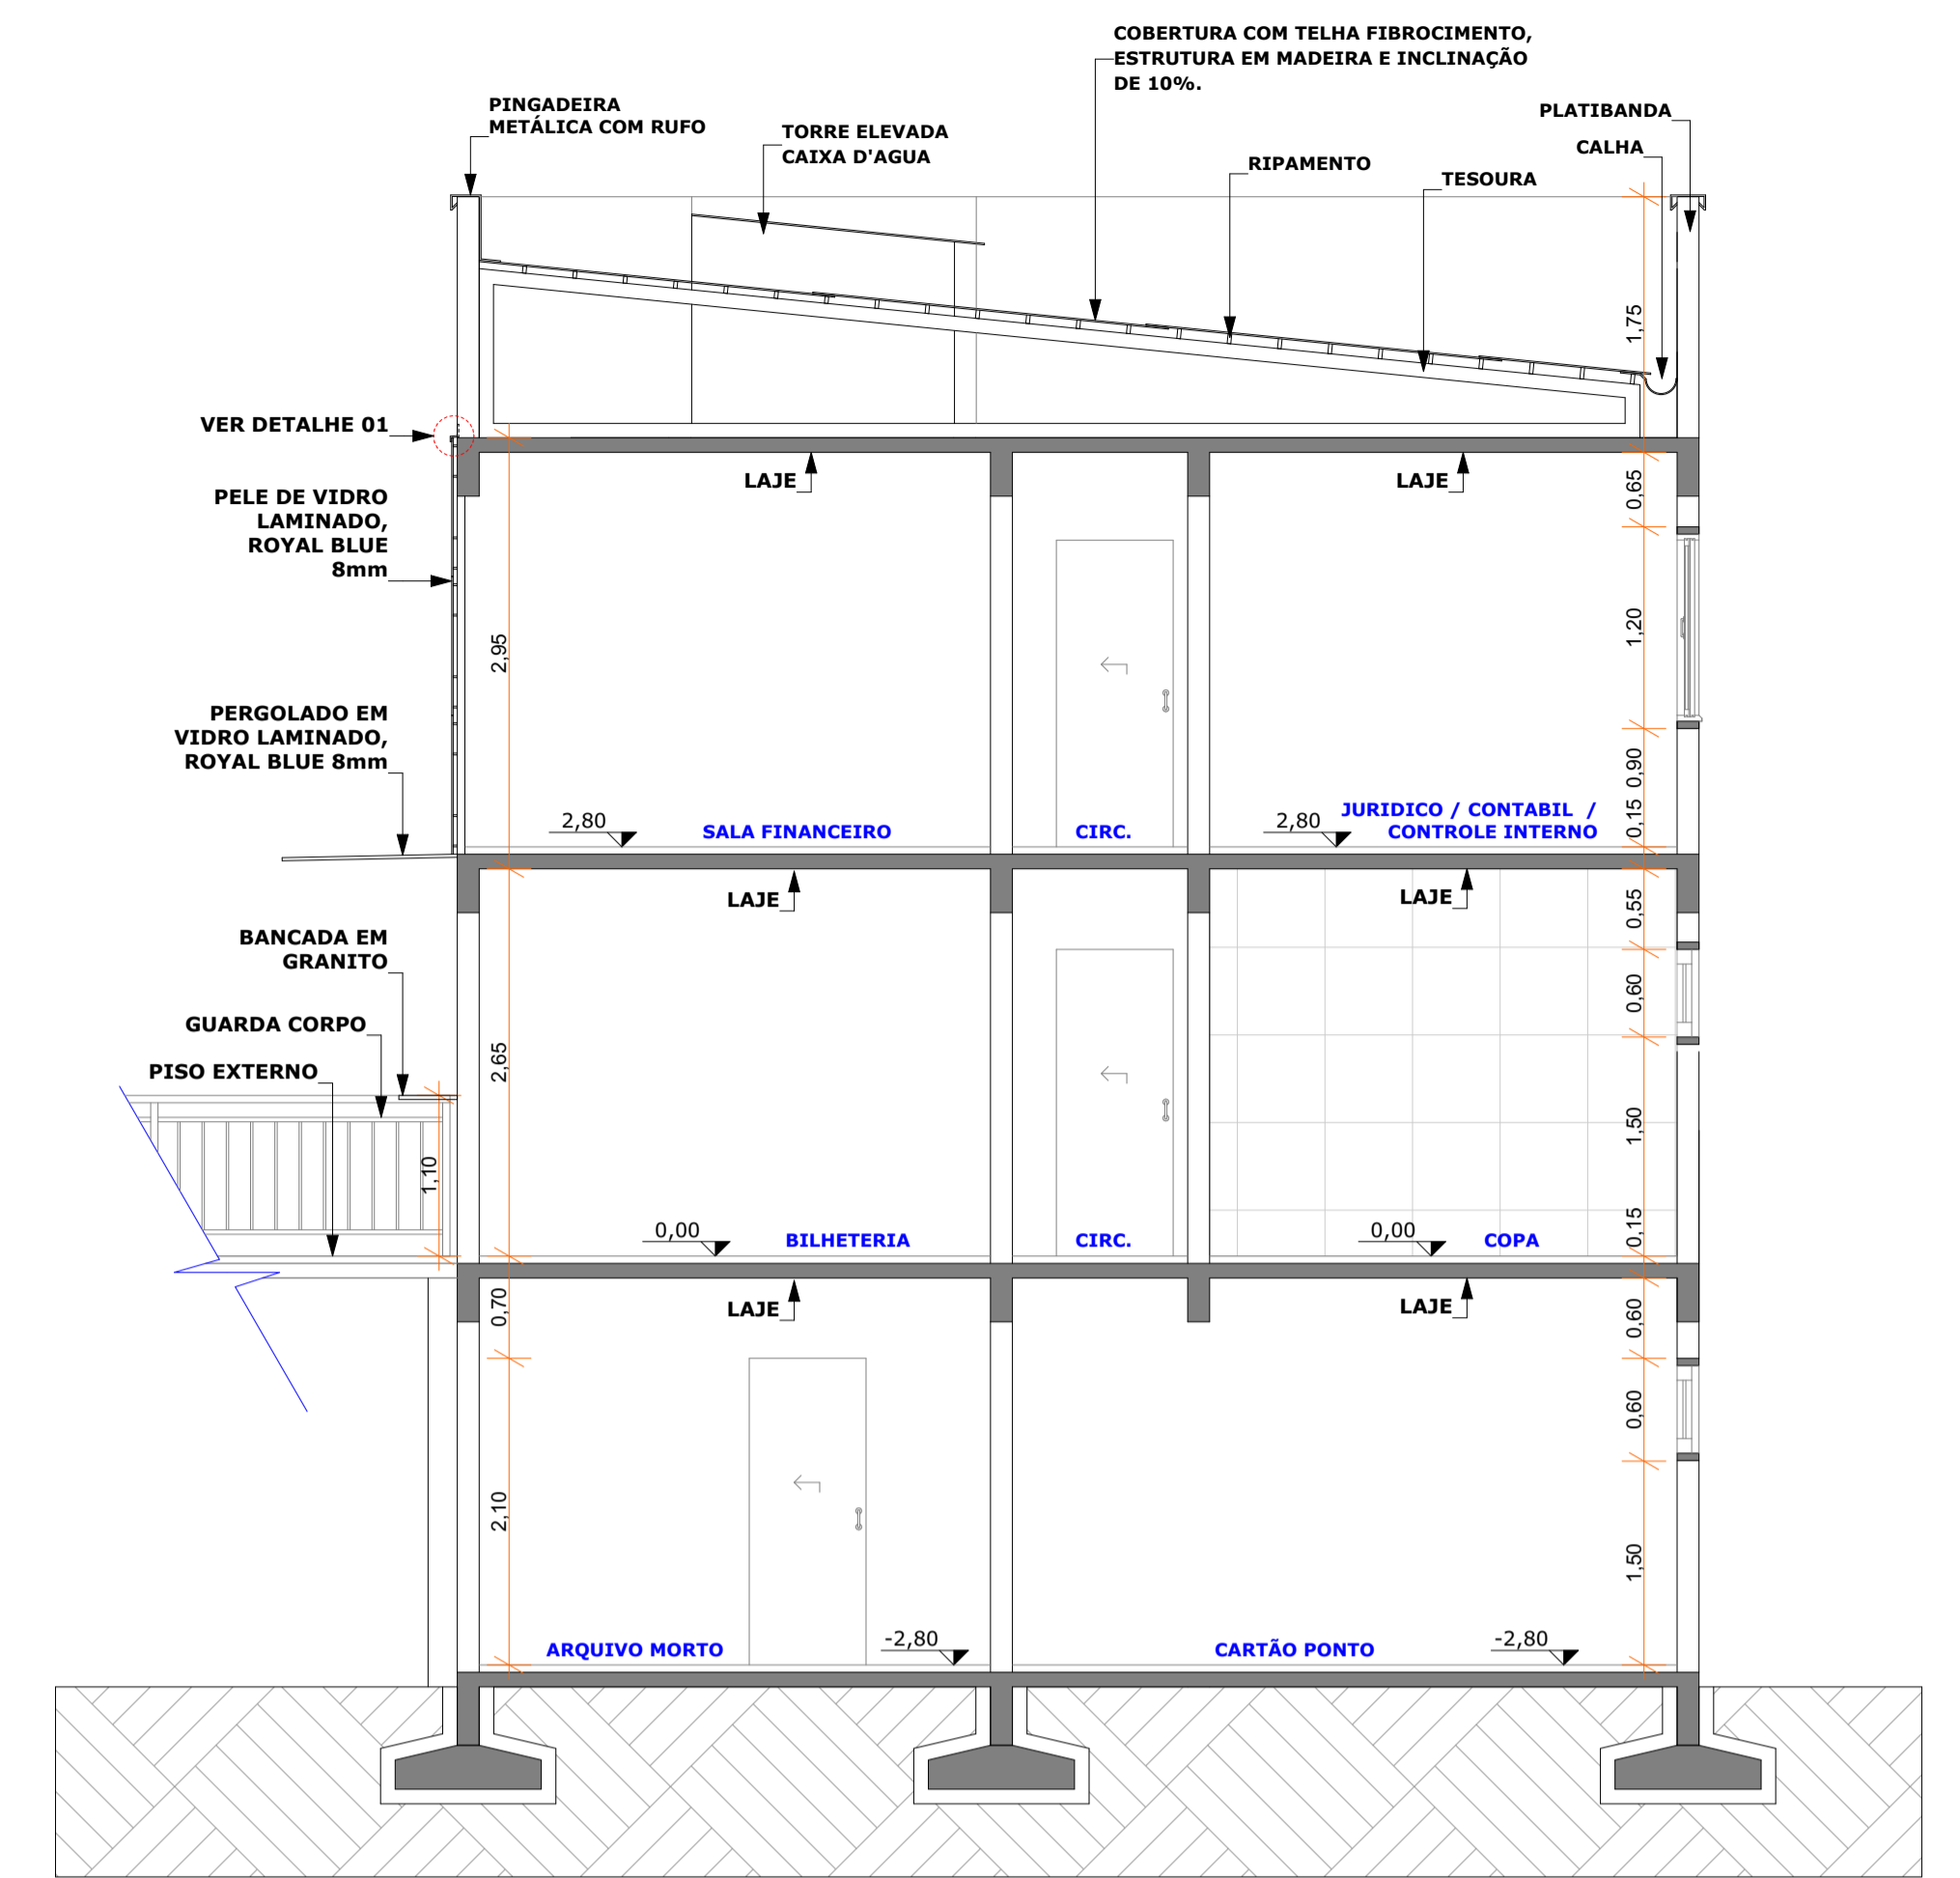 COBERTURA COM TELHA FIBROCIMENTO,
ESTRUTURA EM MADEIRA E INCLINAÇÃO
DE 10%.
PINGADEIRA
METÁLICA COM RUFO
TORRE ELEVADA
CAIXA D'AGUA
PLATIBANDA
CALHA
RIPAMENTO
TESOURA
1,75
VER DETALHE 01
LAJE
LAJE
0,65
PELE DE VIDRO
LAMINADO,
ROYAL BLUE
8mm
2,95
1,20
PERGOLADO EM
VIDRO LAMINADO,
ROYAL BLUE 8mm
0,90
2,80
SALA FINANCEIRO
CIRC.
2,80
JURIDICO / CONTABIL /
CONTROLE INTERNO
0,15
LAJE
LAJE
0,55
BANCADA EM
GRANITO
0,60
GUARDA CORPO
PISO EXTERNO
2,65
1,50
1,10
0,00
BILHETERIA
CIRC.
0,00
COPA
0,15
0,70
LAJE
LAJE
0,60
0,60
2,10
1,50
ARQUIVO MORTO
-2,80
CARTÃO PONTO
-2,80